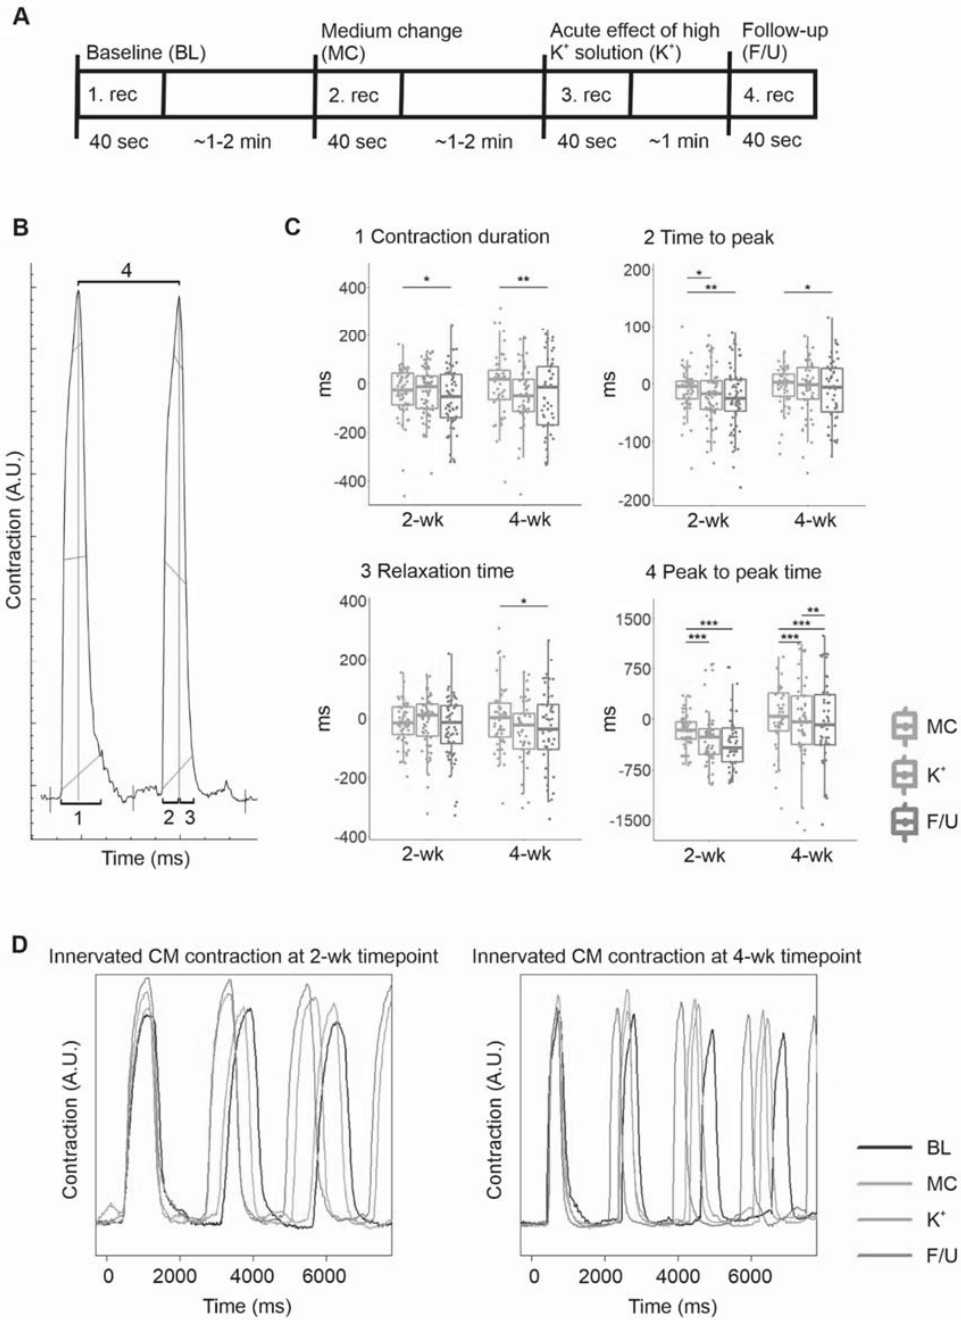 A
Baseline (BL)
Medium change
(MC)
Acute effect of high
K⁺ solution (K⁺)
Follow-up
(F/U)
1. rec
2. rec
3. rec
4. rec
40 sec
~1-2 min
40 sec
~1-2 min
40 sec
~1 min
40 sec
B
4
Contraction (A.U.)
1
2
3
Time (ms)
C
1 Contraction duration
ms
400
200
0
-200
-400
*
**
2-wk
4-wk
2 Time to peak
ms
200
100
0
-100
-200
*
**
*
2-wk
4-wk
3 Relaxation time
ms
400
200
0
-200
-400
*
2-wk
4-wk
4 Peak to peak time
ms
1500
750
0
-750
-1500
***
***
**
***
***
2-wk
4-wk
MC
K⁺
F/U
D
Innervated CM contraction at 2-wk timepoint
Contraction (A.U.)
0
2000
4000
6000
Time (ms)
Innervated CM contraction at 4-wk timepoint
Contraction (A.U.)
0
2000
4000
6000
Time (ms)
BL
MC
K⁺
F/U